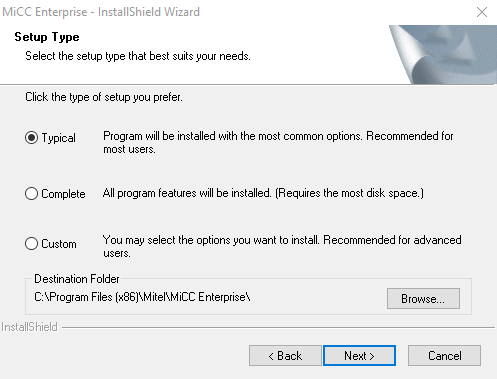 MiCC Enterprise - InstallShield Wizard
Setup Type
Select the setup type that best suits your needs.
Click the type of setup you prefer.
Typical
Program will be installed with the most common options. Recommended for
most users.
Complete
All program features will be installed. (Requires the most disk space.)
Custom
You may select the options you want to install. Recommended for advanced
users.
Destination Folder
C:\Program Files (x86)\Mitel\MiCC Enterprise\
Browse...
InstallShield
< Back
Next >
Cancel